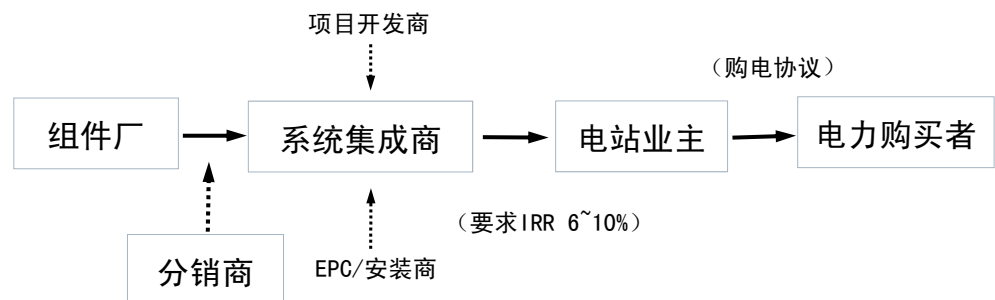 项目开发商
（购电协议）
组件厂
系统集成商
电站业主
电力购买者
（要求IRR 6~10%）
分销商
EPC/安装商